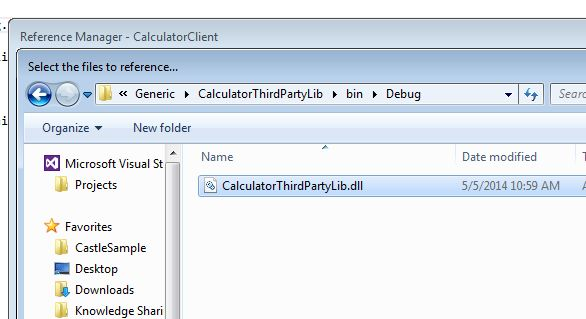 Reference Manager - CalculatorClient
Select the files to reference...
« Generic CalculatorThirdPartyLib bin Debug Searc
Organize New folder
Microsoft Visual St
Projects
Favorites
CastleSample
Desktop
Downloads
Knowledge Shari
Name Date modified T
CalculatorThirdPartyLib.dll 5/5/2014 10:59 AM A